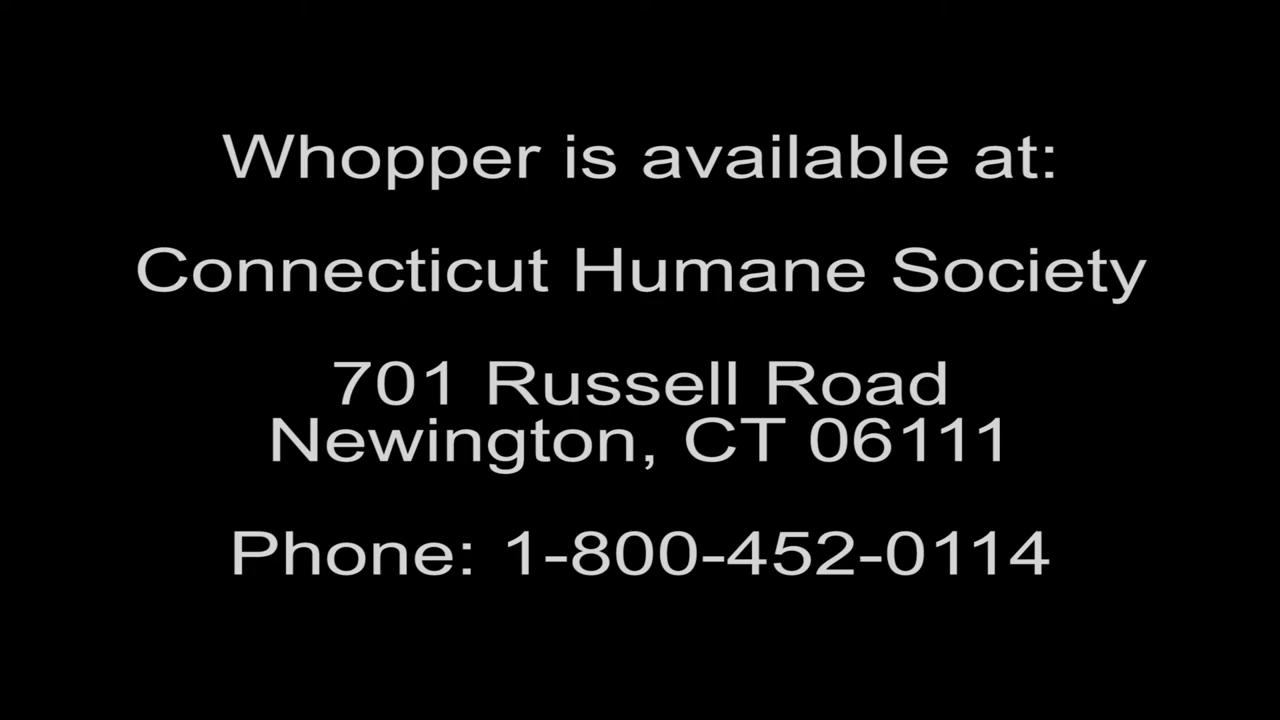 Whopper is available at:
Connecticut Humane Society
701 Russell Road
Newington, CT 06111
Phone: 1-800-452-0114